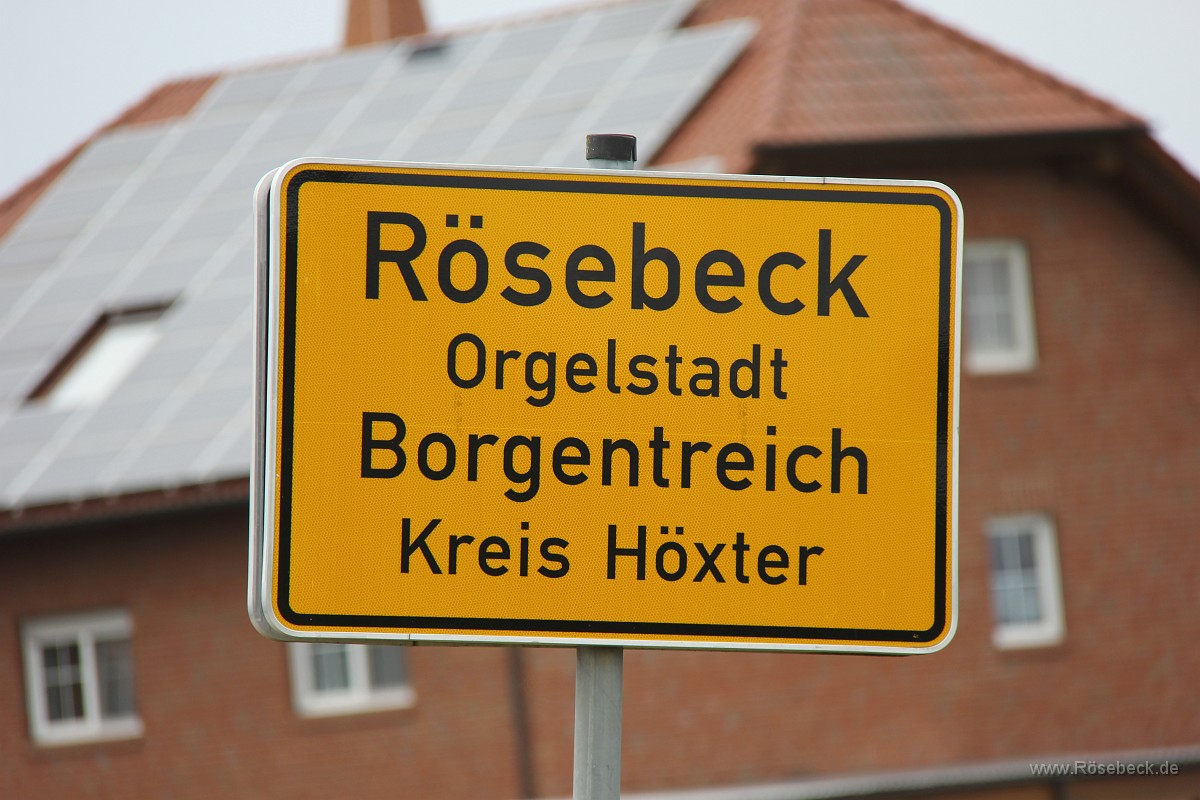 Rösebeck
Orgelstadt
Borgentreich
Kreis Höxter
www.Rösebeck.de